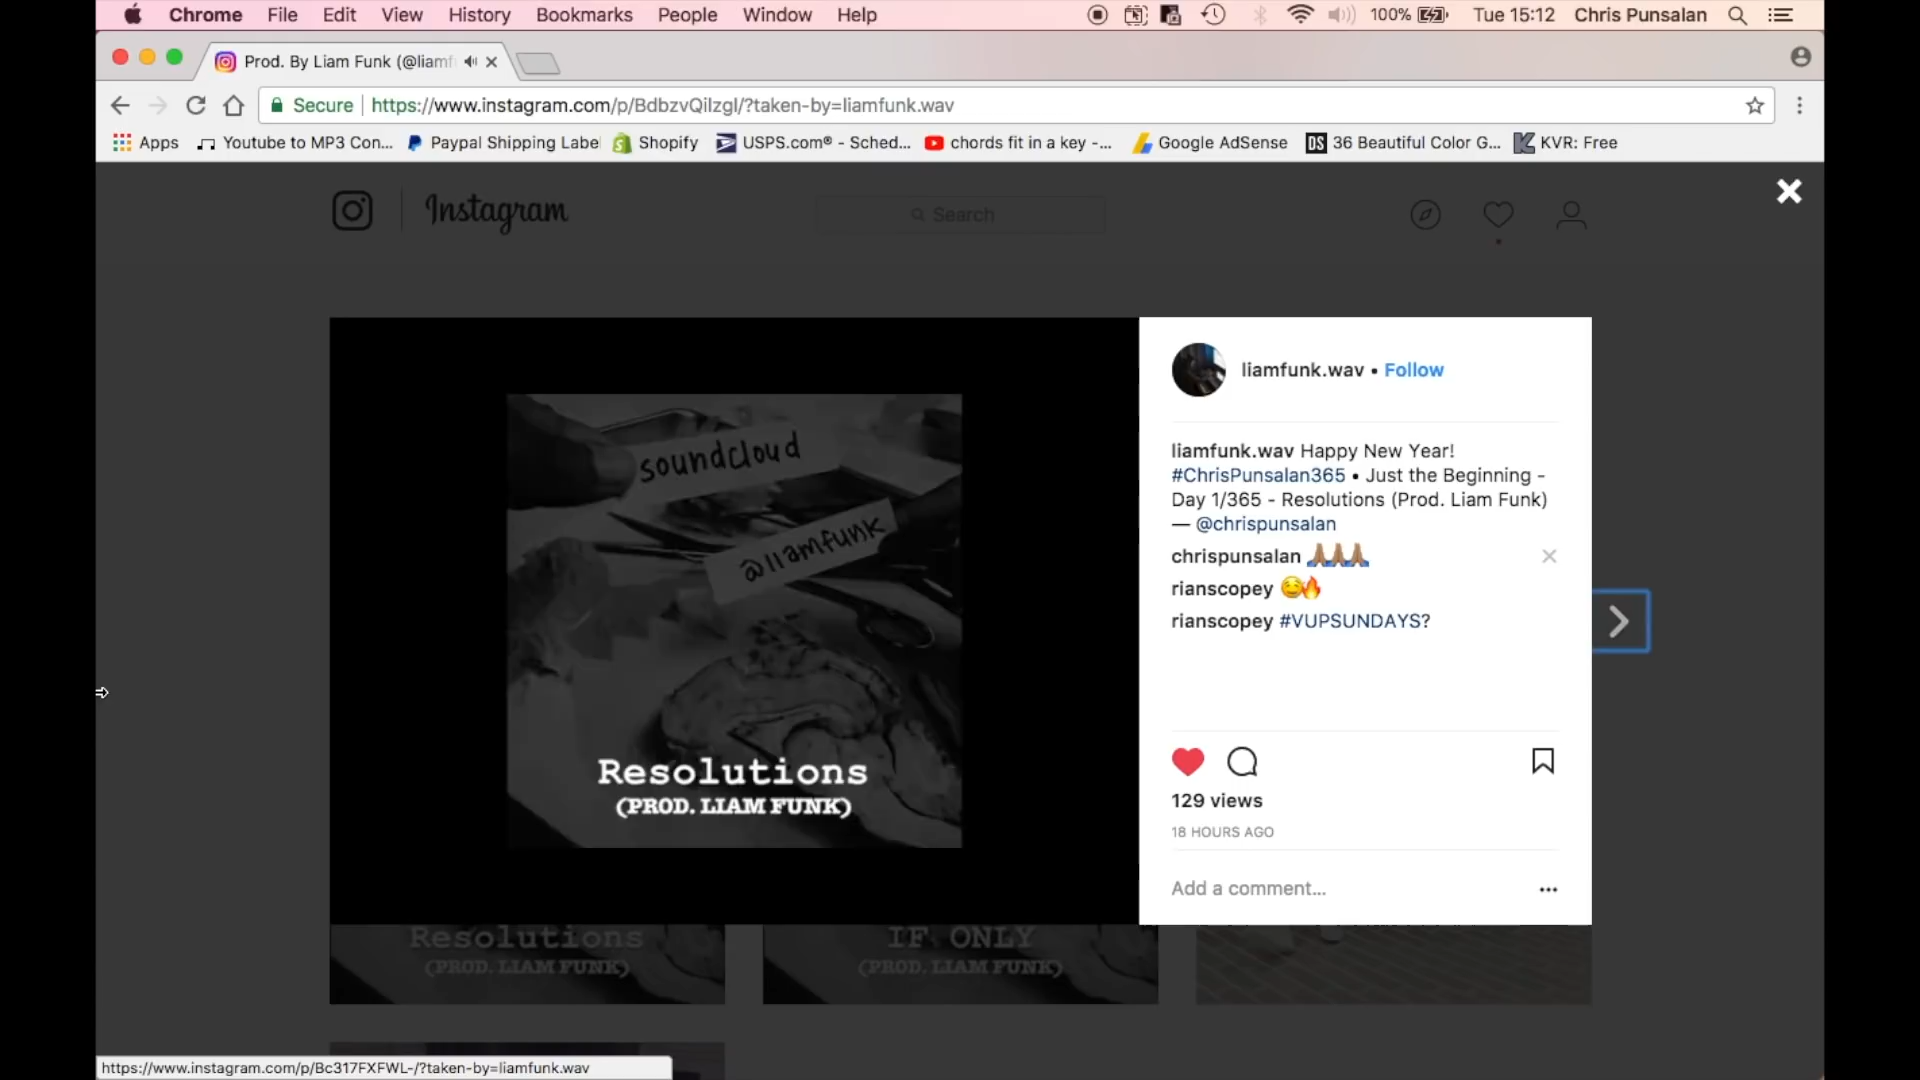 Chrome File Edit View History Bookmarks People Window Help 100% Tue 15:12 Chris Punsalan
Prod. By Liam Funk (@liamf
Secure https://www.instagram.com/p/BdbzvQilzgl/?taken-by=liamfunk.wav
Apps Youtube to MP3 Con... Paypal Shipping Label Shopify USPS.com® - Sched... chords fit in a key -... Google AdSense DS 36 Beautiful Color G... KVR: Free
Instagram Search
soundcloud
@liamfunk
Resolutions
(PROD. LIAM FUNK)
liamfunk.wav • Follow
liamfunk.wav Happy New Year!
#ChrisPunsalan365 • Just the Beginning -
Day 1/365 - Resolutions (Prod. Liam Funk)
— @chrispunsalan
chrispunsalan 🙏🏽🙏🏽🙏🏽
rianscopey 🤤🔥
rianscopey #VUPSUNDAYS?
129 views
18 HOURS AGO
Add a comment...
Resolutions
(PROD. LIAM FUNK)
IF ONLY
(PROD. LIAM FUNK)
https://www.instagram.com/p/Bc317FXFWL-/?taken-by=liamfunk.wav